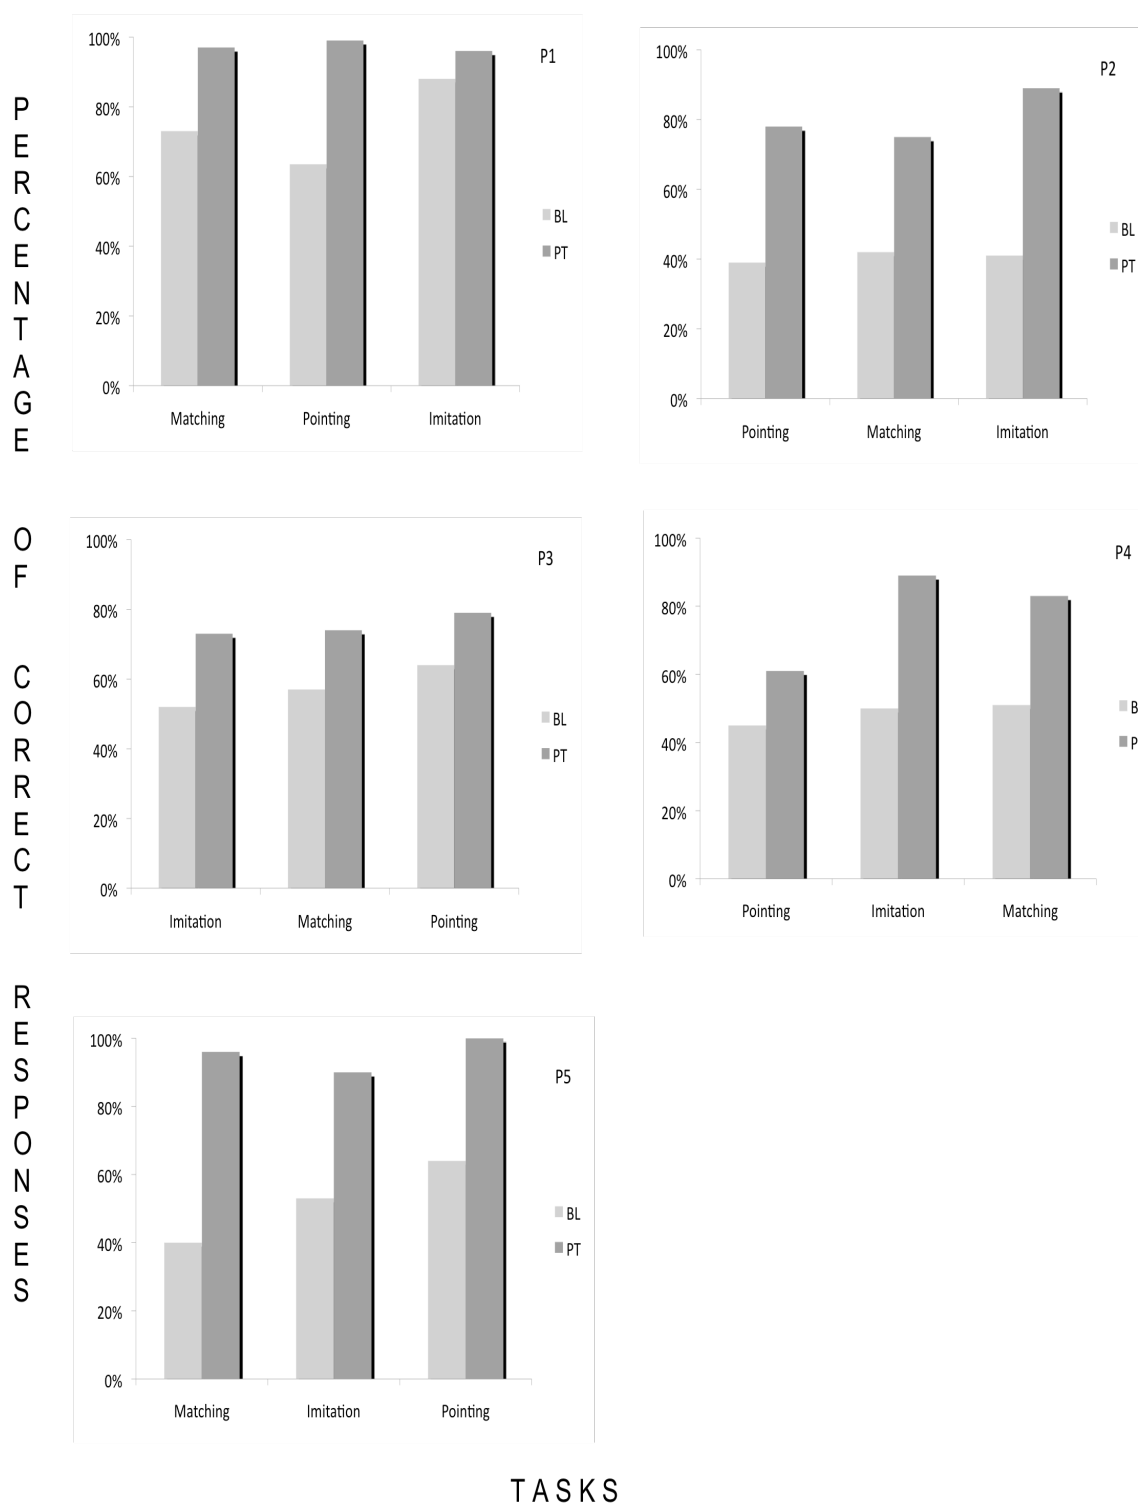 PERCENTAGE OF CORRECT RESPONSES
P1
100%
80%
60%
40%
20%
0%
Matching Pointing Imitation
BL
PT
P2
100%
80%
60%
40%
20%
0%
Pointing Matching Imitation
BL
PT
P3
100%
80%
60%
40%
20%
0%
Imitation Matching Pointing
BL
PT
P4
100%
80%
60%
40%
20%
0%
Pointing Imitation Matching
B
P
P5
100%
80%
60%
40%
20%
0%
Matching Imitation Pointing
BL
PT
TASKS